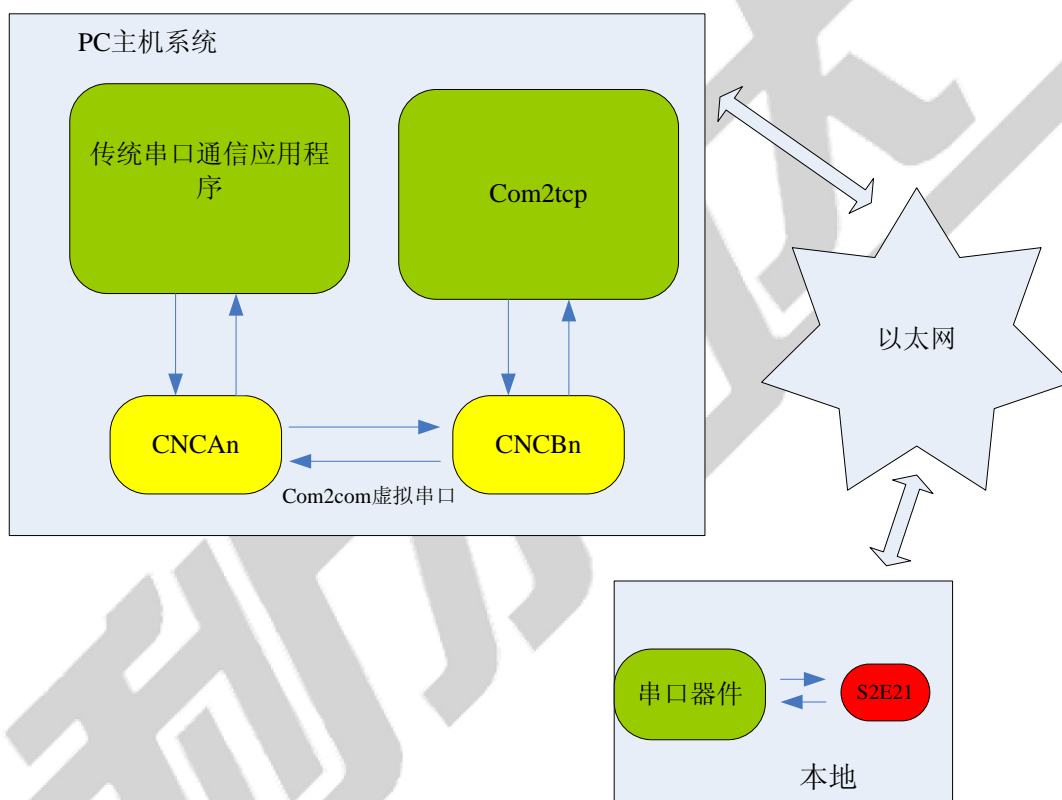 PC主机系统
传统串口通信应用程
序
Com2tcp
以太网
CNCAn
CNCBn
Com2com虚拟串口
串口器件
S2E21
本地